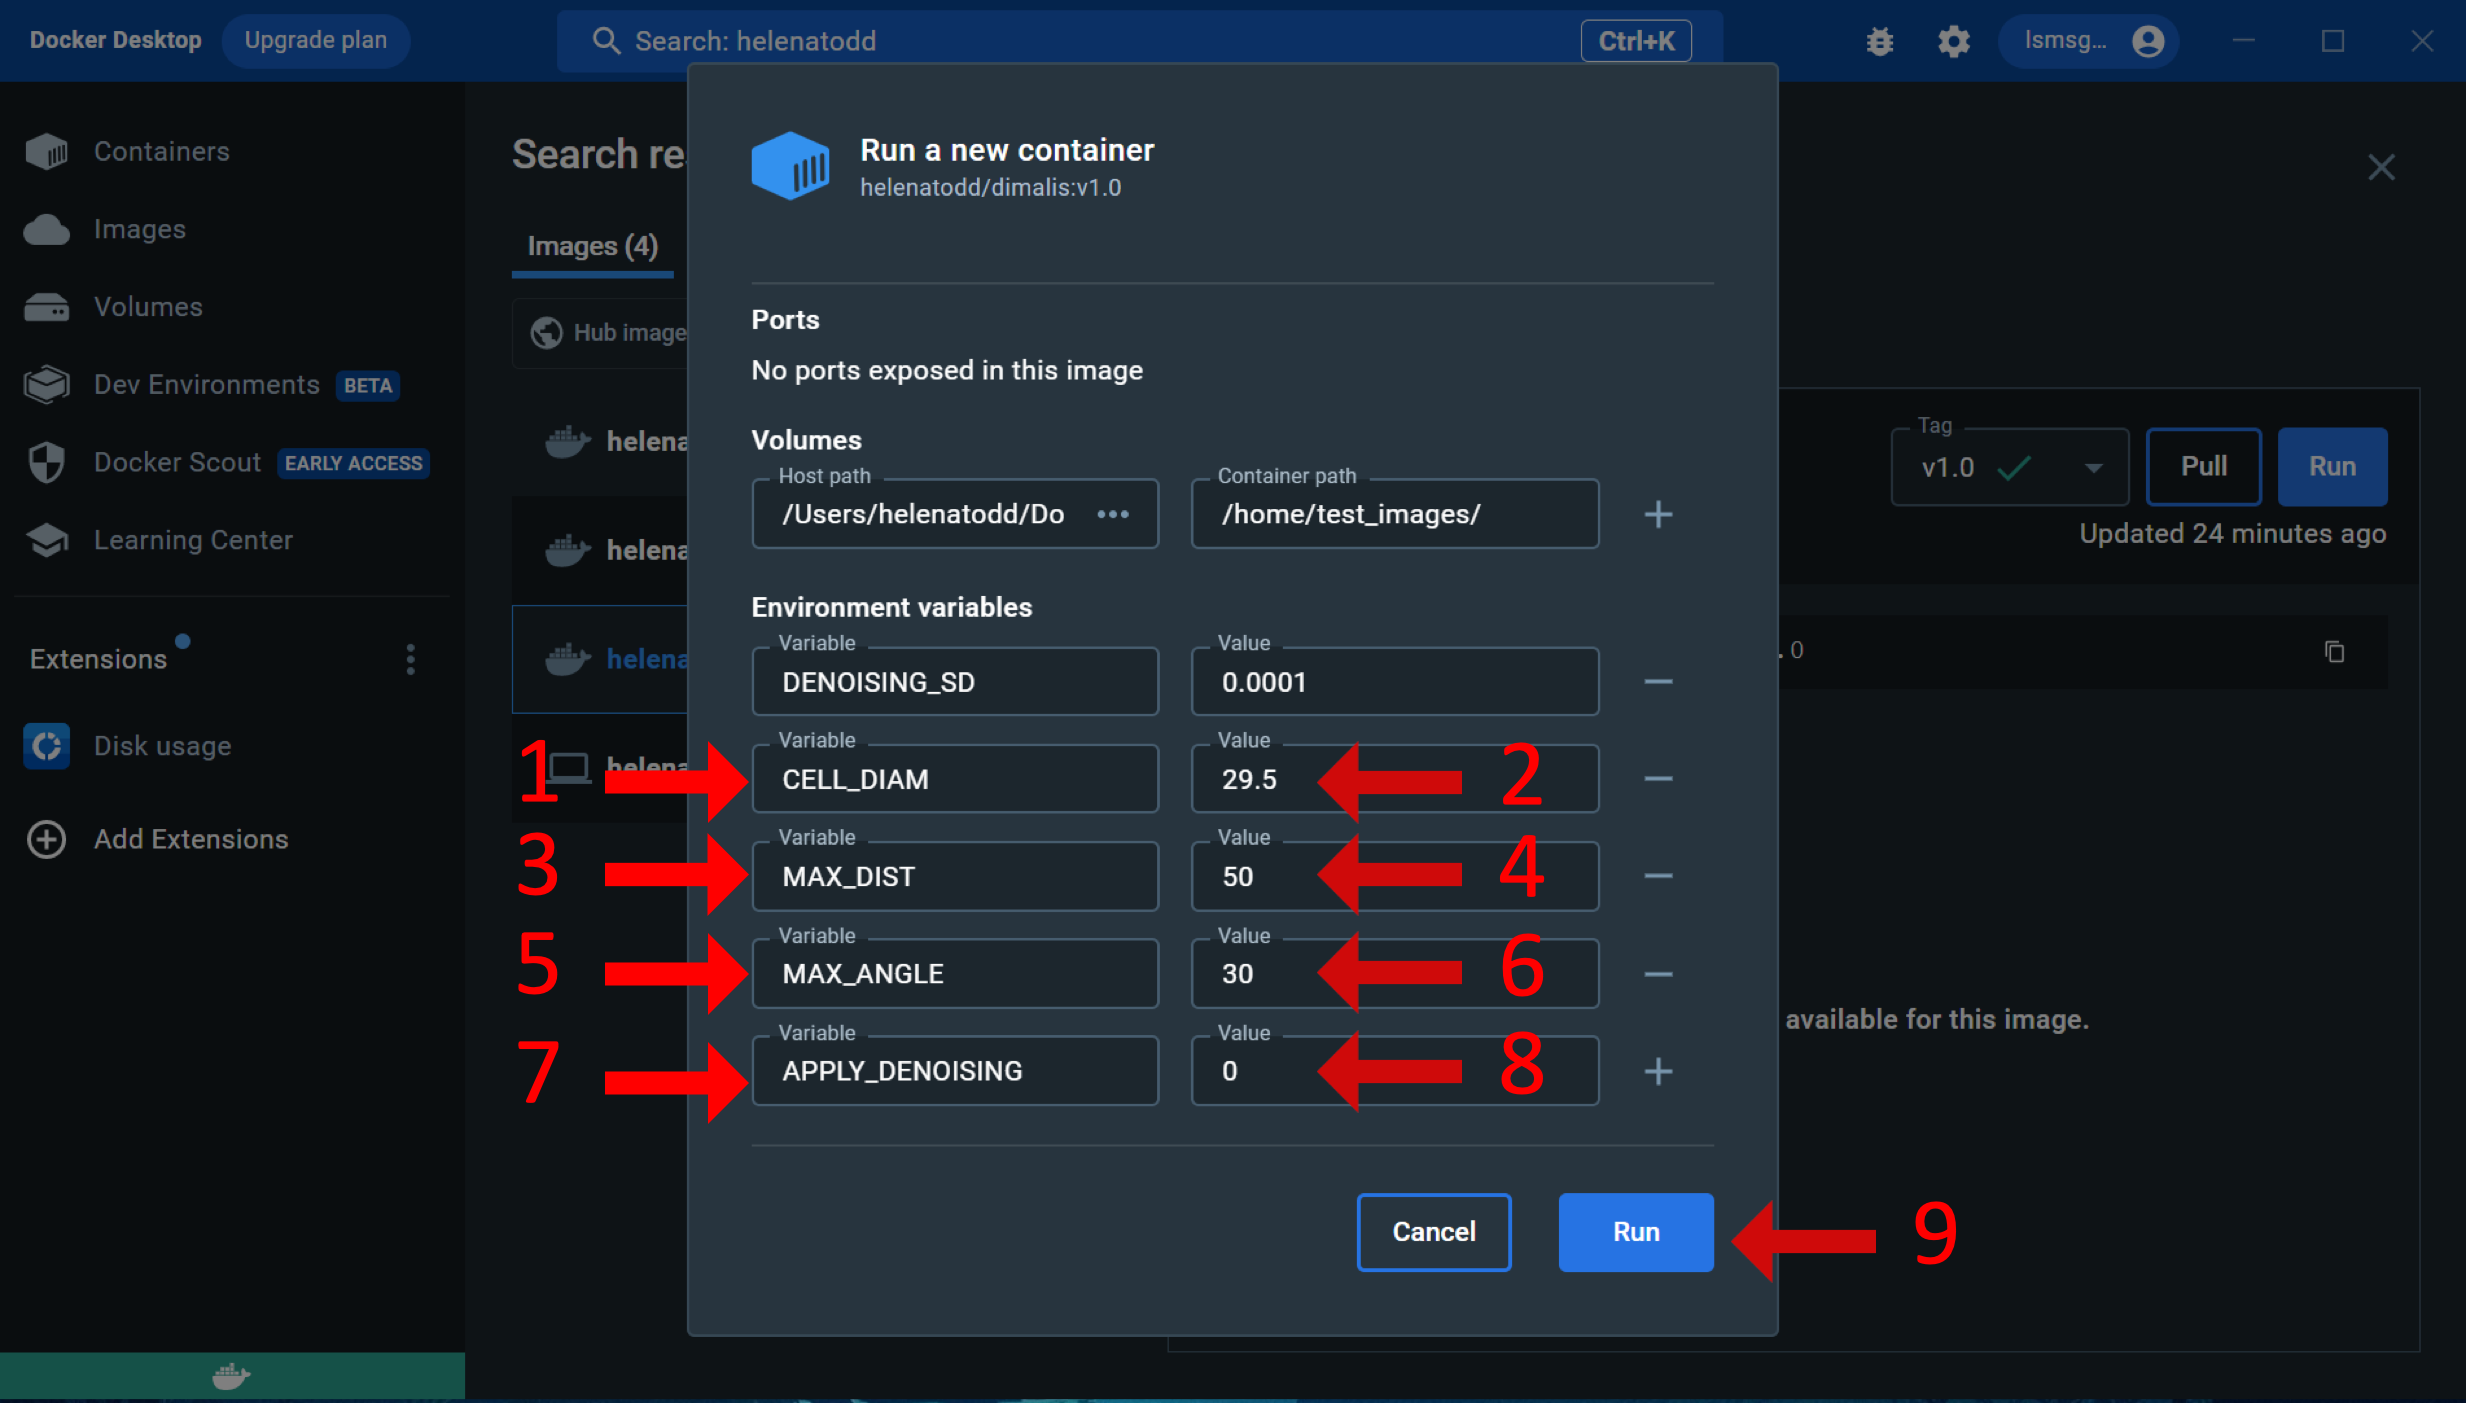 Docker Desktop
Upgrade plan
Search: helenatodd
Ctrl+K
lsmsg...
Containers
Images
Volumes
Dev Environments BETA
Docker Scout EARLY ACCESS
Learning Center
Extensions
Disk usage
Add Extensions
Search re
Images (4)
Hub image
helena
helena
helena
helena
Run a new container
helenatodd/dimalis:v1.0
Ports
No ports exposed in this image
Volumes
Host path
/Users/helenatodd/Do
Container path
/home/test_images/
Environment variables
Variable
DENOISING_SD
Value
0.0001
1
Variable
CELL_DIAM
Value
29.5
2
3
Variable
MAX_DIST
Value
50
4
5
Variable
MAX_ANGLE
Value
30
6
7
Variable
APPLY_DENOISING
Value
0
8
Cancel
Run
9
Tag
v1.0
Pull
Run
Updated 24 minutes ago
.0
available for this image.